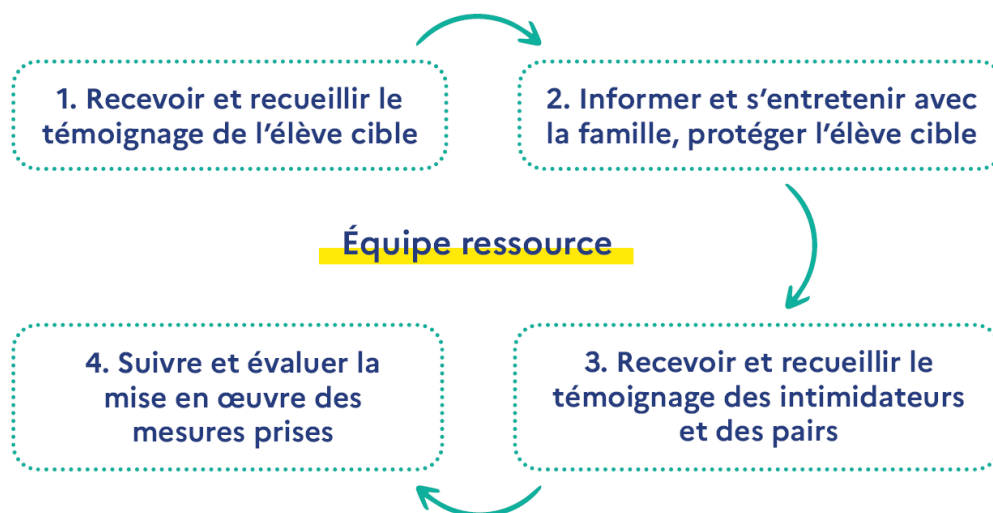 1. Recevoir et recueillir le
témoignage de l’élève cible
2. Informer et s’entretenir avec
la famille, protéger l’élève cible
Équipe ressource
3. Recevoir et recueillir le
témoignage des intimidateurs
et des pairs
4. Suivre et évaluer la
mise en œuvre des
mesures prises